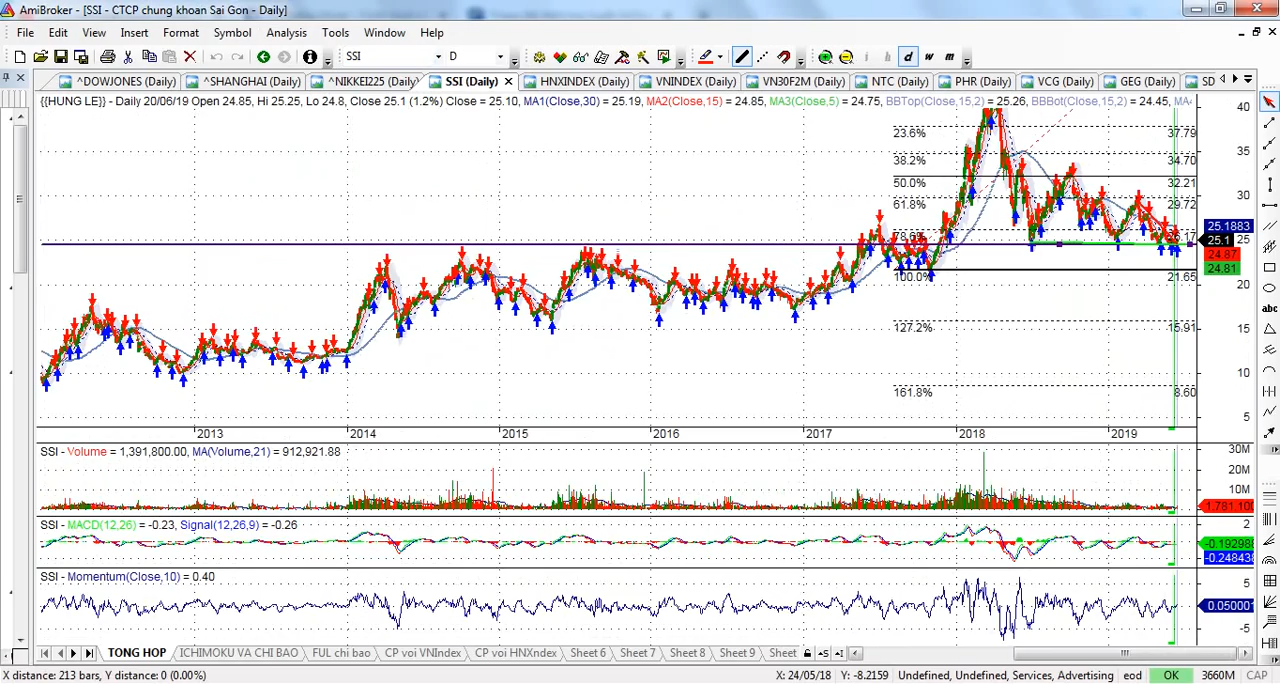 AmiBroker - [SSI - CTCP chung khoan Sai Gon - Daily]
File Edit View Insert Format Symbol Analysis Tools Window Help
SSI D i h d w m
^DOWJONES (Daily) ^SHANGHAI (Daily) ^NIKKEI225 (Daily) SSI (Daily) HNXINDEX (Daily) VNINDEX (Daily) VN30F2M (Daily) NTC (Daily) PHR (Daily) VCG (Daily) GEG (Daily) SD
{{HUNG LE}} - Daily 20/06/19 Open 24.85, Hi 25.25, Lo 24.8, Close 25.1 (1.2%) Close = 25.10, MA1(Close,30) = 25.19, MA2(Close,15) = 24.85, MA3(Close,5) = 24.75, BBTop(Close,15,2) = 25.26, BBBot(Close,15,2) = 24.45,
40
23.6% 37.79
38.2% 34.70 35
50.0% 32.21
61.8% 29.72 30
78.6% 25.1883
25.1 25
24.87
24.81
100.0% 21.65 20
127.2% 15.91 15
10
161.8% 8.60
5
2013 2014 2015 2016 2017 2018 2019
SSI - Volume = 1,391,800.00, MA(Volume,21) = 912,921.88
30M
20M
10M
1,781,100
SSI - MACD(12,26) = -0.23, Signal(12,26,9) = -0.26
2
-0.192988
-0.248438
SSI - Momentum(Close,10) = 0.40
5
0.050001
-5
TONG HOP ICHIMOKU VA CHI BAO FUL chi bao CP voi VNIndex CP voi HNXndex Sheet 6 Sheet 7 Sheet 8 Sheet 9 Sheet
X distance: 213 bars, Y distance: 0 (0.00%) X: 24/05/18 Y: -8.2159 Undefined, Undefined, Services, Advertising eod OK 3660M CAP
abc